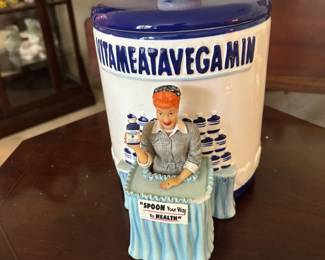 VITAMEATAVEGAMIN
"SPOON Your Way
to HEALTH"